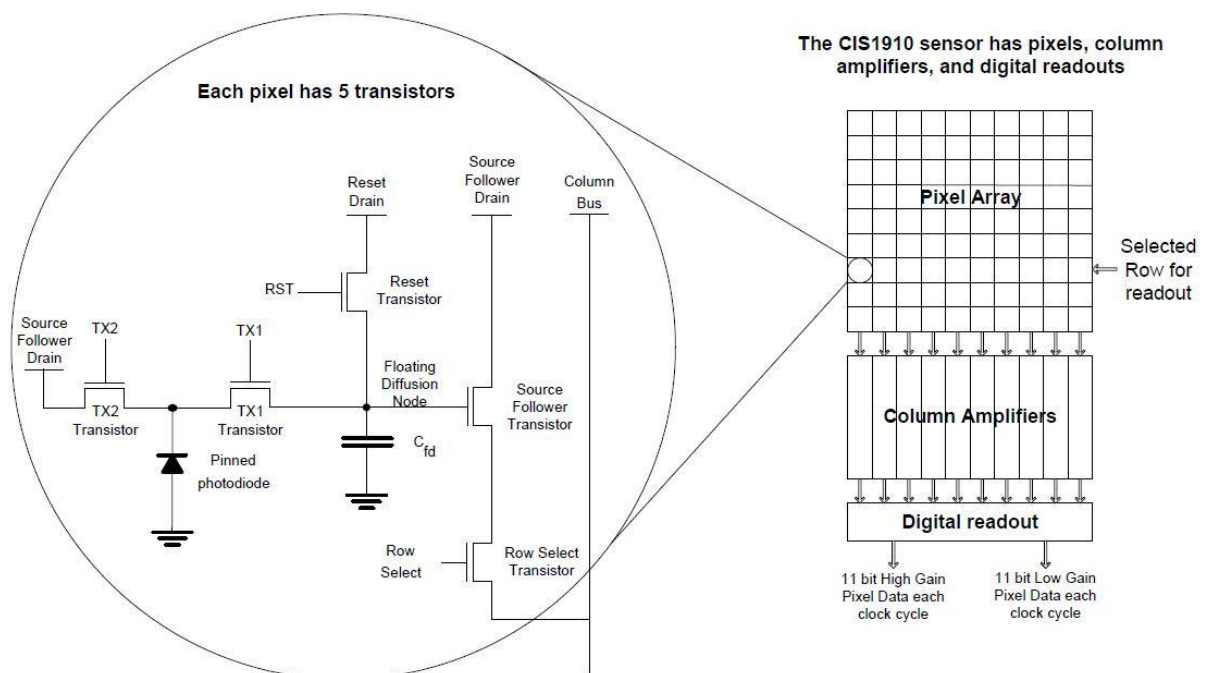 The CIS1910 sensor has pixels, column
amplifiers, and digital readouts
Each pixel has 5 transistors
Reset
Drain
Source
Follower
Drain
Column
Bus
RST
Reset
Transistor
Source
Follower
Drain
TX2
TX1
TX2
Transistor
TX1
Transistor
Floating
Diffusion
Node
Source
Follower
Transistor
Cfd
Pinned
photodiode
Row
Select
Row Select
Transistor
Pixel Array
Selected
Row for
readout
Column Amplifiers
Digital readout
11 bit High Gain
Pixel Data each
clock cycle
11 bit Low Gain
Pixel Data each
clock cycle